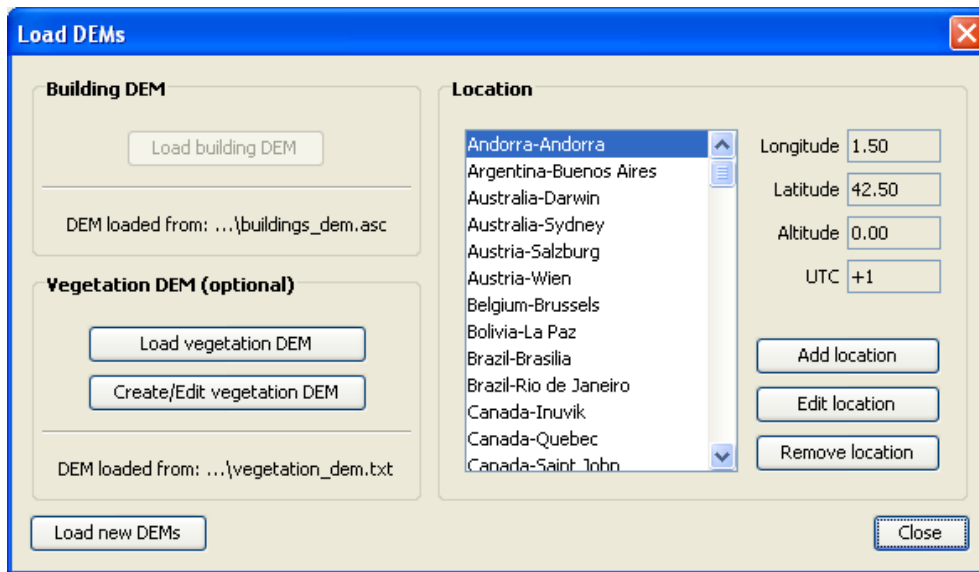 Load DEMs
Building DEM
Load building DEM
DEM loaded from: ...\buildings_dem.asc
Vegetation DEM (optional)
Load vegetation DEM
Create/Edit vegetation DEM
DEM loaded from: ...\vegetation_dem.txt
Load new DEMs
Location
Andorra-Andorra
Argentina-Buenos Aires
Australia-Darwin
Australia-Sydney
Austria-Salzburg
Austria-Wien
Belgium-Brussels
Bolivia-La Paz
Brazil-Brasilia
Brazil-Rio de Janeiro
Canada-Inuvik
Canada-Quebec
Canada-Saint John
Longitude 1.50
Latitude 42.50
Altitude 0.00
UTC +1
Add location
Edit location
Remove location
Close